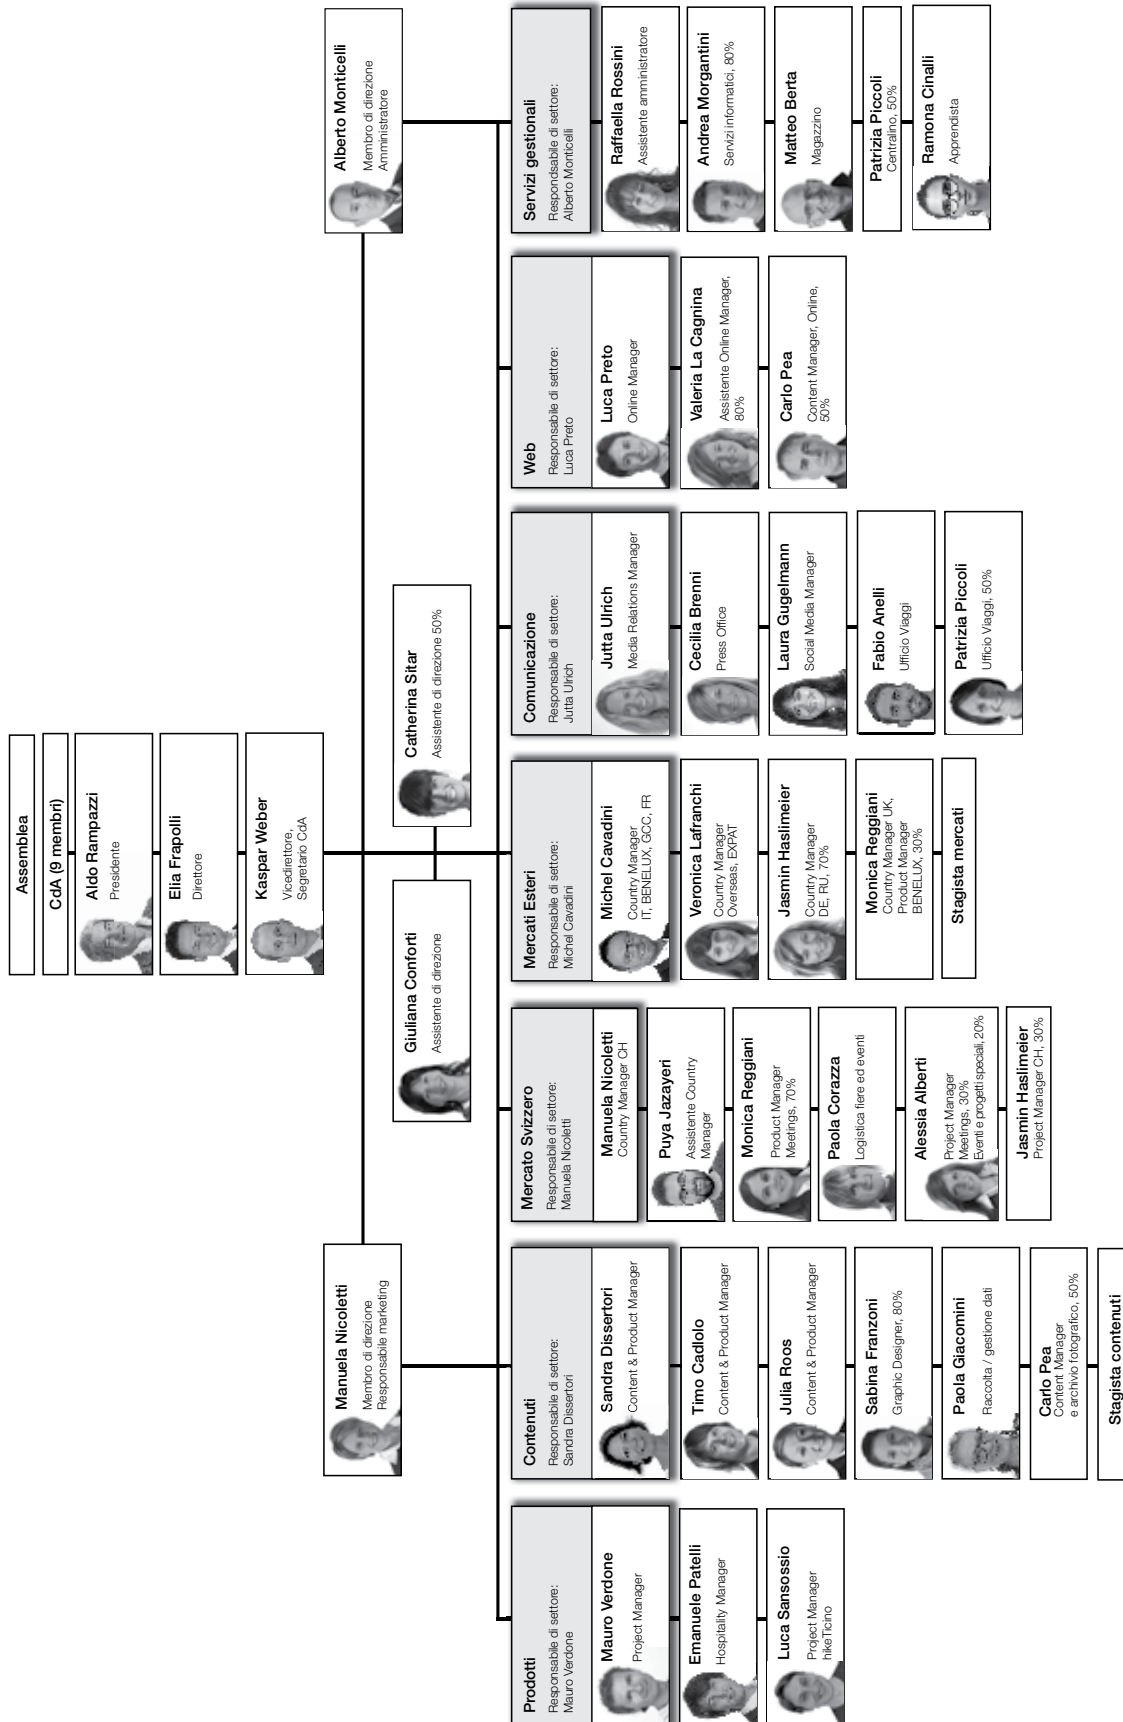 Assemblea
CdA (9 membri)
Aldo Rampazzi
Presidente
Elia Frapolli
Direttore
Kaspar Weber
Vicedirettore,
Segretario CdA
Manuela Nicoletti
Membro di direzione
Responsabile marketing
Alberto Monticelli
Membro di direzione
Amministratore
Giuliana Conforti
Assistente di direzione
Catherina Sitar
Assistente di direzione 50%
Prodotti
Responsabile di settore:
Mauro Verdone
Mauro Verdone
Project Manager
Emanuele Patelli
Hospitality Manager
Luca Sansossio
Project Manager
hikeTicino
Contenuti
Responsabile di settore:
Sandra Dissertori
Sandra Dissertori
Content & Product Manager
Timo Cadlolo
Content & Product Manager
Julia Roos
Content & Product Manager
Sabina Franzoni
Graphic Designer, 80%
Paola Giacomini
Raccolta / gestione dati
Carlo Pea
Content Manager
e archivio fotografico, 50%
Stagista contenuti
Mercato Svizzero
Responsabile di settore:
Manuela Nicoletti
Manuela Nicoletti
Country Manager CH
Puya Jazayeri
Assistente Country
Manager
Monica Reggiani
Product Manager
Meetings, 70%
Paola Corazza
Logistica fiere ed eventi
Alessia Alberti
Project Manager
Meetings, 30%
Eventi e progetti speciali, 20%
Jasmin Haslimeier
Project Manager CH, 30%
Mercati Esteri
Responsabile di settore:
Michel Cavadini
Michel Cavadini
Country Manager
IT, BENELUX, GCC, FR
Veronica Lafranchi
Country Manager
Overseas, EXPAT
Jasmin Haslimeier
Country Manager
DE, RU, 70%
Monica Reggiani
Country Manager UK,
Product Manager
BENELUX, 30%
Stagista mercati
Comunicazione
Responsabile di settore:
Jutta Ulrich
Jutta Ulrich
Media Relations Manager
Cecilia Brenni
Press Office
Laura Gugelmann
Social Media Manager
Fabio Anelli
Ufficio Viaggi
Patrizia Piccoli
Ufficio Viaggi, 50%
Web
Responsabile di settore:
Luca Preto
Luca Preto
Online Manager
Valeria La Cagnina
Assistente Online Manager,
80%
Carlo Pea
Content Manager, Online,
50%
Servizi gestionali
Respondsabile di settore:
Alberto Monticelli
Raffaella Rossini
Assistente amministratore
Andrea Morgantini
Servizi informatici, 80%
Matteo Berta
Magazzino
Patrizia Piccoli
Centralino, 50%
Ramona Cinalli
Apprendista